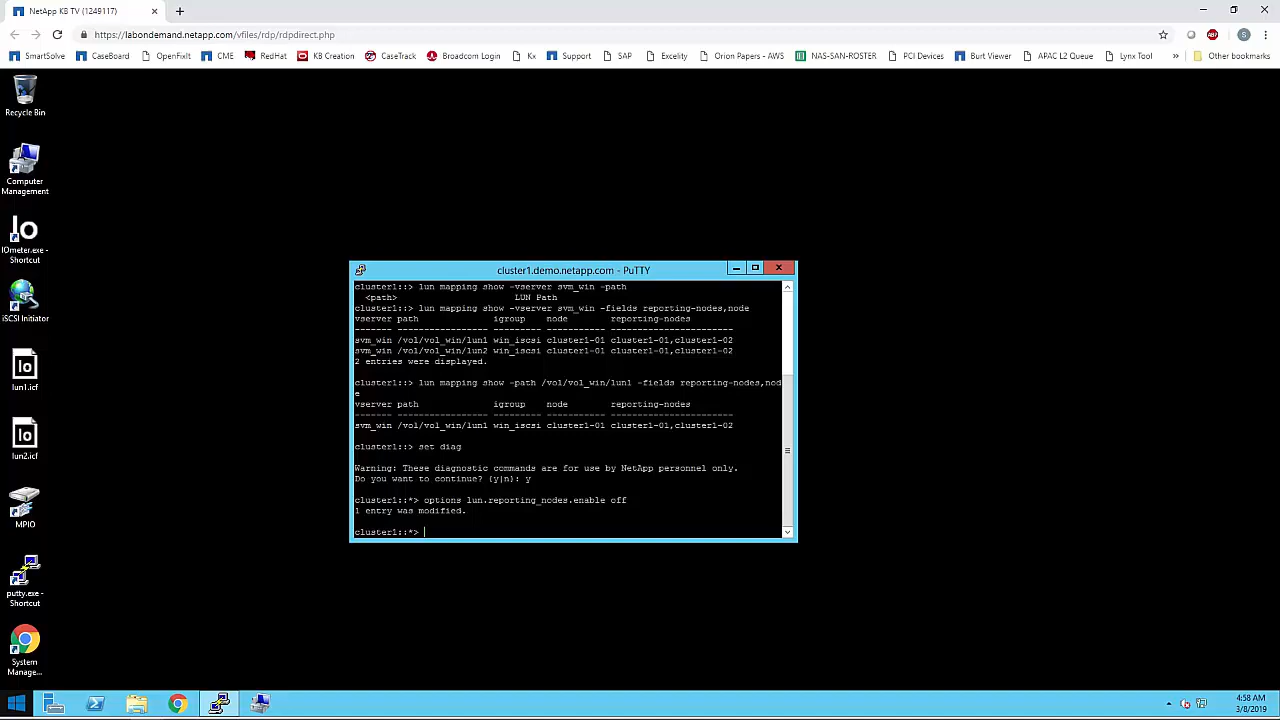 NetApp KB TV (1249117)
https://labondemand.netapp.com/vfiles/rdp/rdpdirect.php
SmartSolve CaseBoard OpenFixIt CME RedHat KB Creation CaseTrack Broadcom Login Kx Support SAP Excelity Orion Papers - AWS NAS-SAN-ROSTER PCI Devices Burt Viewer APAC L2 Queue Lynx Tool » Other bookmarks
Recycle Bin
Computer
Management
IOmeter.exe -
Shortcut
iSCSI Initiator
lun1.icf
lun2.icf
MPIO
putty.exe -
Shortcut
System
Manage...
cluster1.demo.netapp.com - PuTTY
cluster1::> lun mapping show -vserver svm_win -path
<path> LUN Path
cluster1::> lun mapping show -vserver svm_win -fields reporting-nodes,node
vserver path igroup node reporting-nodes
------- ----------------- --------- ----------- -----------------------
svm_win /vol/vol_win/lun1 win_iscsi cluster1-01 cluster1-01,cluster1-02
svm_win /vol/vol_win/lun2 win_iscsi cluster1-01 cluster1-01,cluster1-02
2 entries were displayed.
cluster1::> lun mapping show -path /vol/vol_win/lun1 -fields reporting-nodes,nod
e
vserver path igroup node reporting-nodes
------- ----------------- --------- ----------- -----------------------
svm_win /vol/vol_win/lun1 win_iscsi cluster1-01 cluster1-01,cluster1-02
cluster1::> set diag
Warning: These diagnostic commands are for use by NetApp personnel only.
Do you want to continue? {y|n}: y
cluster1::*> options lun.reporting_nodes.enable off
1 entry was modified.
cluster1::*>
4:58 AM
3/8/2019